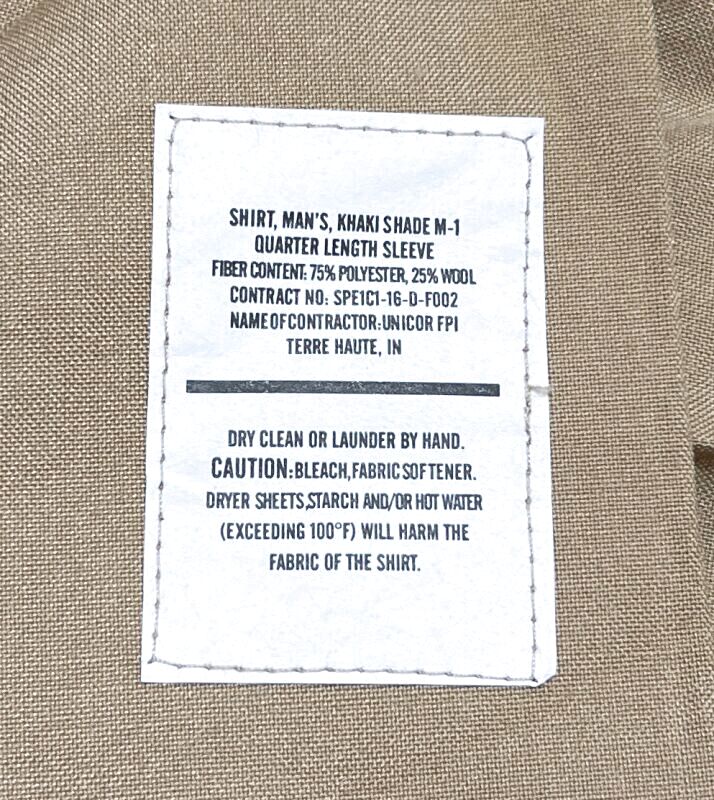 SHIRT, MAN'S, KHAKI SHADE M-1
QUARTER LENGTH SLEEVE
FIBER CONTENT: 75% POLYESTER, 25% WOOL
CONTRACT NO: SPE1C1-16-D-F002
NAME OF CONTRACTOR: UNICOR FPI
TERRE HAUTE, IN
DRY CLEAN OR LAUNDER BY HAND.
CAUTION: BLEACH, FABRIC SOFTENER.
DRYER SHEETS, STARCH AND/OR HOT WATER
(EXCEEDING 100°F) WILL HARM THE
FABRIC OF THE SHIRT.